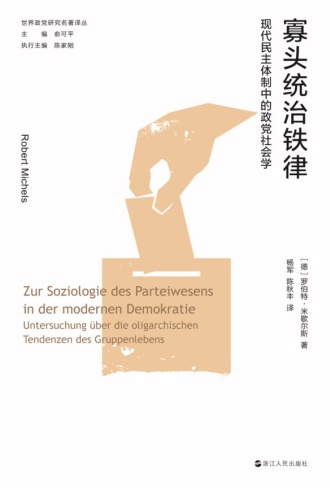 世界政党研究名著译丛
主 编 俞可平
执行主编 陈家刚
寡头统治铁律
现代民主体制中的政党社会学
Robert Michels
Zur Soziologie des Parteiwesens
in der modernen Demokratie
Untersuchung über die oligarchischen
Tendenzen des Gruppenlebens
[德] 罗伯特·米歇尔斯 著
杨军 陈秋丰 译
浙江人民出版社